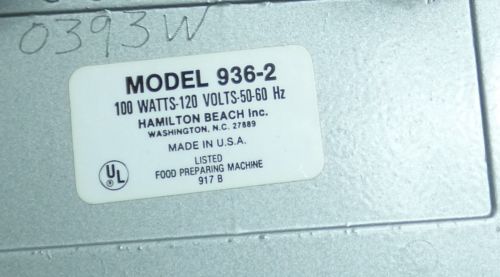 0393W
MODEL 936-2
100 WATTS-120 VOLTS-50-60 Hz
HAMILTON BEACH Inc.
WASHINGTON, N.C. 27889
MADE IN U.S.A.
UL
LISTED
FOOD PREPARING MACHINE
917 B